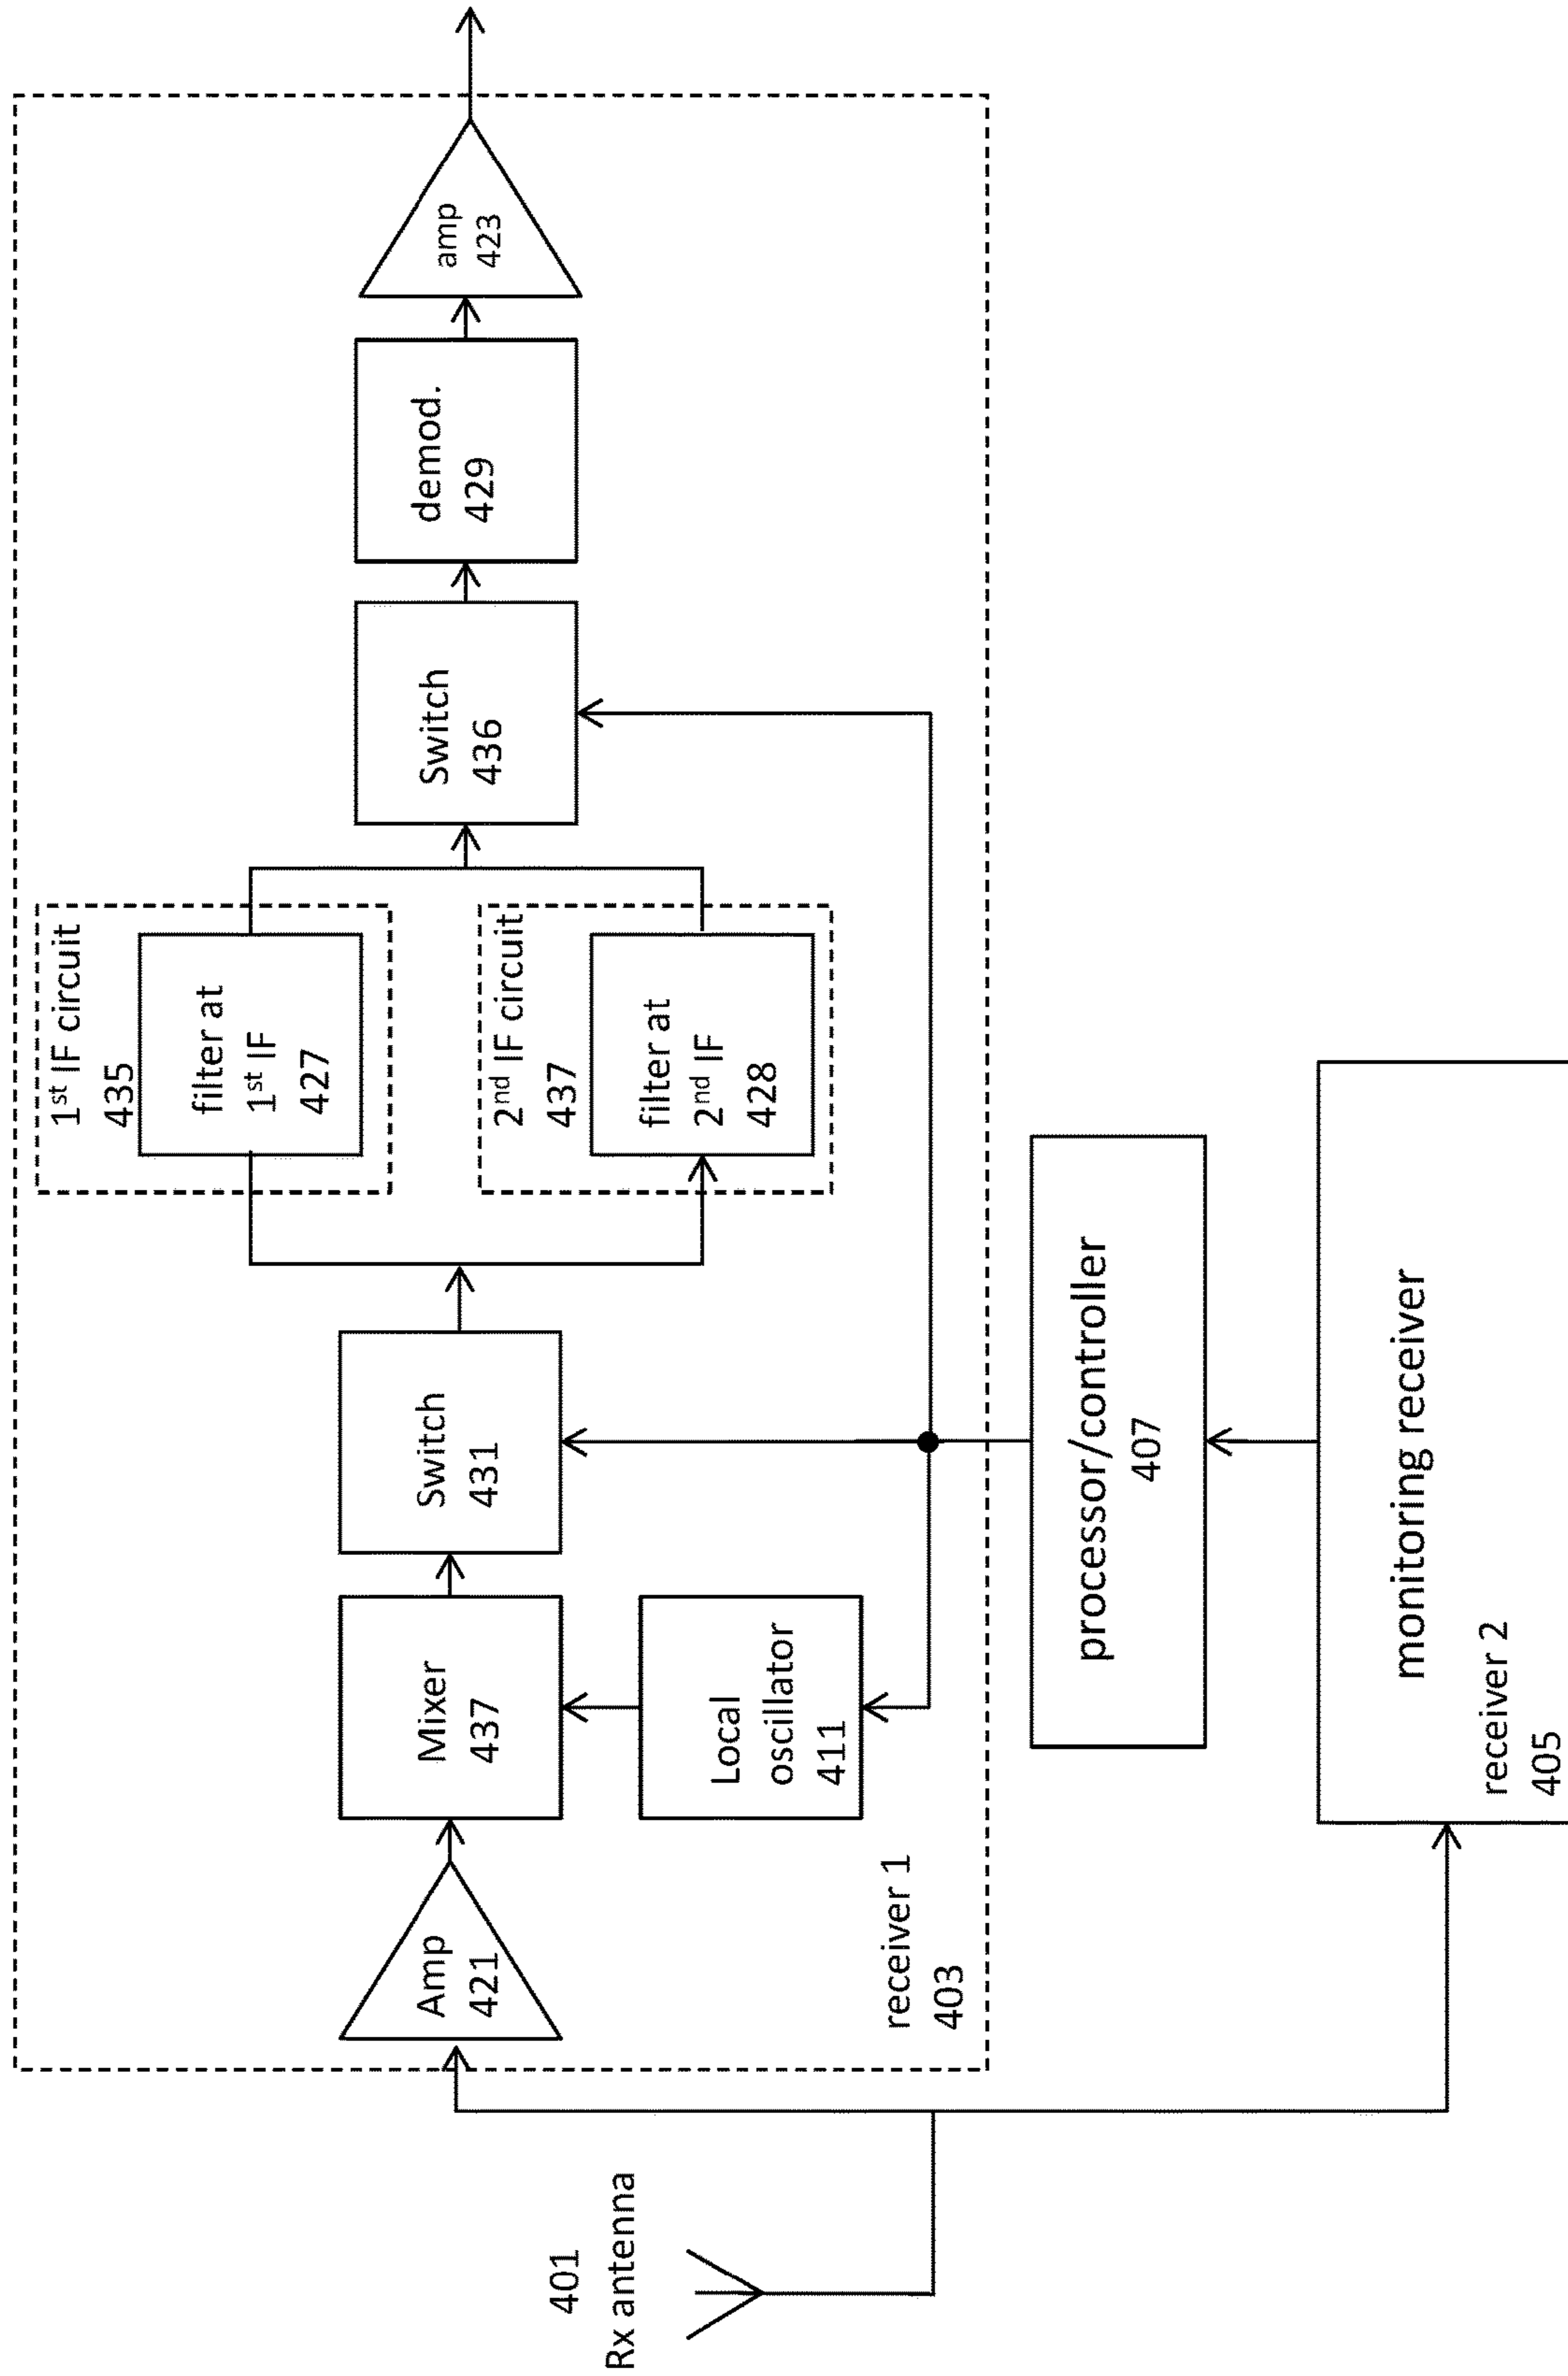 401
Rx antenna
Amp
421
Mixer
437
Local
oscillator
411
receiver 1
403
Switch
431
1st IF circuit
435
filter at
1st IF
427
2nd IF circuit
437
filter at
2nd IF
428
Switch
436
demod.
429
amp
423
processor/controller
407
monitoring receiver
receiver 2
405